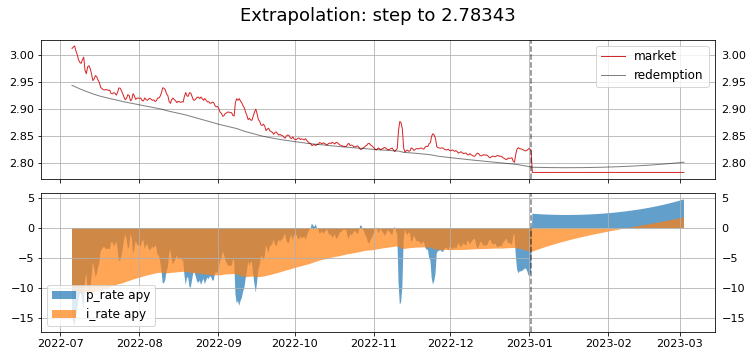 Extrapolation: step to 2.78343
3.00 3.00
2.95 2.95
2.90 2.90
2.85 2.85
2.80 2.80
market
redemption
5 5
0 0
−5 −5
−10 −10
−15 −15
p_rate apy
i_rate apy
2022-07 2022-08 2022-09 2022-10 2022-11 2022-12 2023-01 2023-02 2023-03